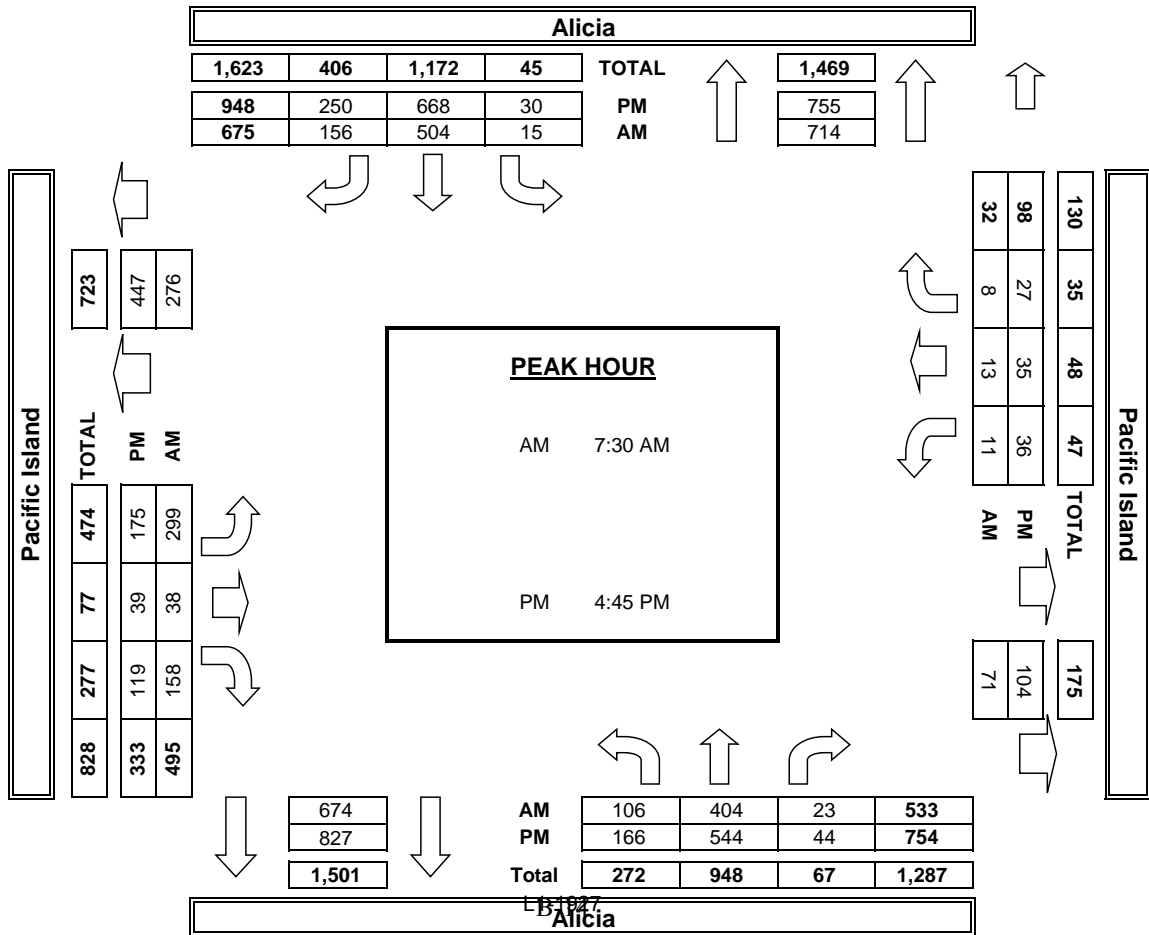 Alicia
1,623 406 1,172 45 TOTAL 1,469
948 250 668 30 PM 755
675 156 504 15 AM 714
Pacific Island
723
447
276
TOTAL PM AM
474 175 299
77 39 38
277 119 158
828 333 495
PEAK HOUR
AM 7:30 AM
PM 4:45 PM
32 98 130
8 27 35
13 35 48
11 36 47
AM PM TOTAL
71 104 175
Pacific Island
674 AM 106 404 23 533
827 PM 166 544 44 754
1,501 Total 272 948 67 1,287
Alicia